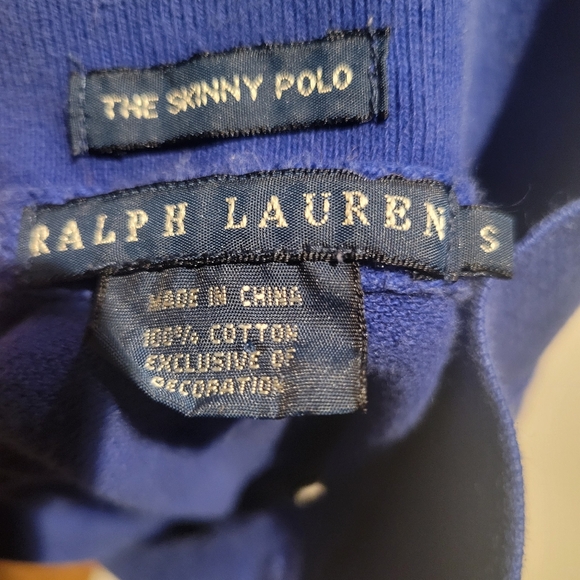 THE SKINNY POLO
RALPH LAUREN S
MADE IN CHINA
100% COTTON
EXCLUSIVE OF
DECORATION